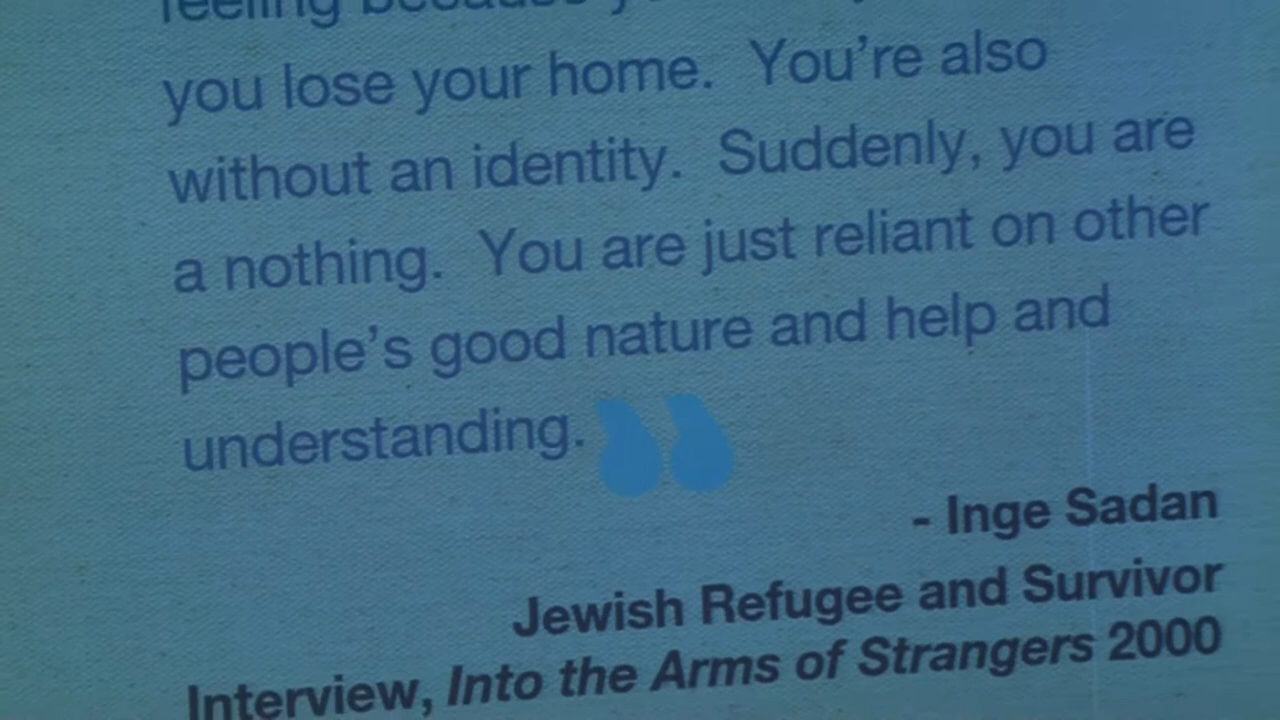 feeling because
you lose your home. You’re also
without an identity. Suddenly, you are
a nothing. You are just reliant on other
people’s good nature and help and
understanding.”
- Inge Sadan
Jewish Refugee and Survivor
Interview, Into the Arms of Strangers 2000